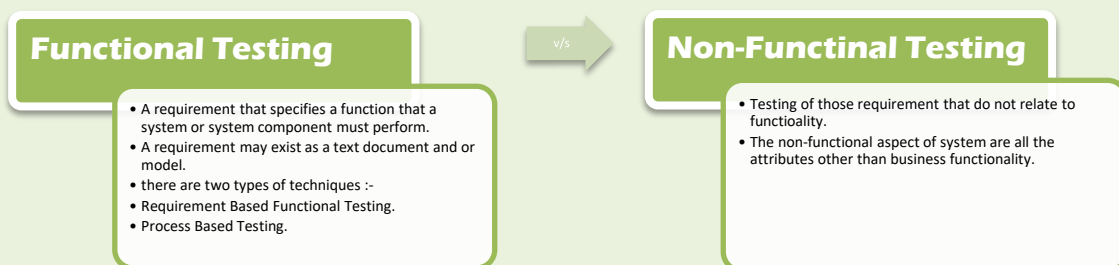 Functional Testing
• A requirement that specifies a function that a
system or system component must perform.
• A requirement may exist as a text document and or
model.
• there are two types of techniques :-
• Requirement Based Functional Testing.
• Process Based Testing.
v/s
Non-Functinal Testing
• Testing of those requirement that do not relate to
functioality.
• The non-functional aspect of system are all the
attributes other than business functionality.